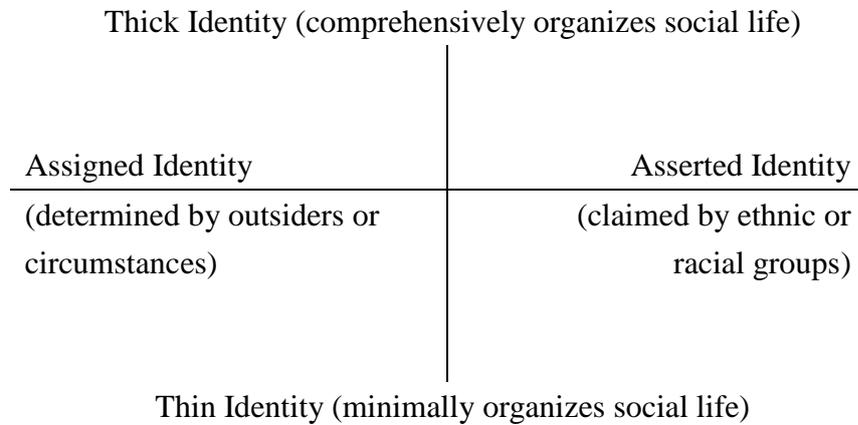 Thick Identity (comprehensively organizes social life)
Assigned Identity
Asserted Identity
(determined by outsiders or
circumstances)
(claimed by ethnic or
racial groups)
Thin Identity (minimally organizes social life)